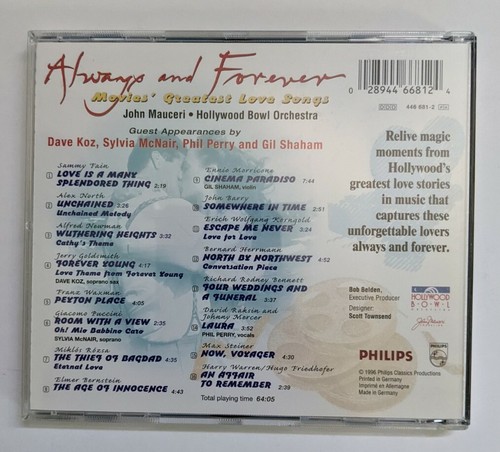 Always and Forever
Movies' Greatest Love Songs
John Mauceri • Hollywood Bowl Orchestra
Guest Appearances by
Dave Koz, Sylvia McNair, Phil Perry and Gil Shaham
0 28944 66812 4
446 681-2
Sammy Fain
1 LOVE IS A MANY
SPLENDORED THING 2:19
Alex North
2 UNCHAINED 3:26
Unchained Melody
Alfred Newman
3 WUTHERING HEIGHTS 3:32
Cathy's Theme
Jerry Goldsmith
4 FOREVER YOUNG 4:17
Love Theme from Forever Young
DAVE KOZ, soprano sax
Franz Waxman
5 PEYTON PLACE 4:05
Giacomo Puccini
6 ROOM WITH A VIEW 2:35
Oh! Mio Babbino Cato
SYLVIA McNAIR, soprano
Miklós Rózsa
7 THE THIEF OF BAGDAD 4:35
Eternal Love
Elmer Bernstein
8 THE AGE OF INNOCENCE 4:43
Ennio Morricone
9 CINEMA PARADISO 7:44
GIL SHAHAM, violin
John Barry
10 SOMEWHERE IN TIME 2:51
Erich Wolfgang Korngold
11 ESCAPE ME NEVER 3:24
Love for Love
Bernard Herrmann
12 NORTH BY NORTHWEST 4:52
Conversation Piece
Richard Rodney Bennett
13 FOUR WEDDINGS AND
A FUNERAL 3:37
David Raksin and
Johnny Mercer
14 LAURA 3:52
PHIL PERRY, vocals
Max Steiner
15 NOW, VOYAGER 4:30
Harry Warren/Hugo Friedhofer
16 AN AFFAIR
TO REMEMBER 2:39
Total playing time 64:05
Relive magic
moments from
Hollywood's
greatest love stories
in music that
captures these
unforgettable lovers
always and forever.
Bob Belden,
Executive Producer
Designer:
Scott Townsend
HOLLYWOOD
BOWL
PHILIPS
PHILIPS
© 1996 Philips Classics Productions
Printed in Germany
Imprimé en Allemagne
Made in Germany